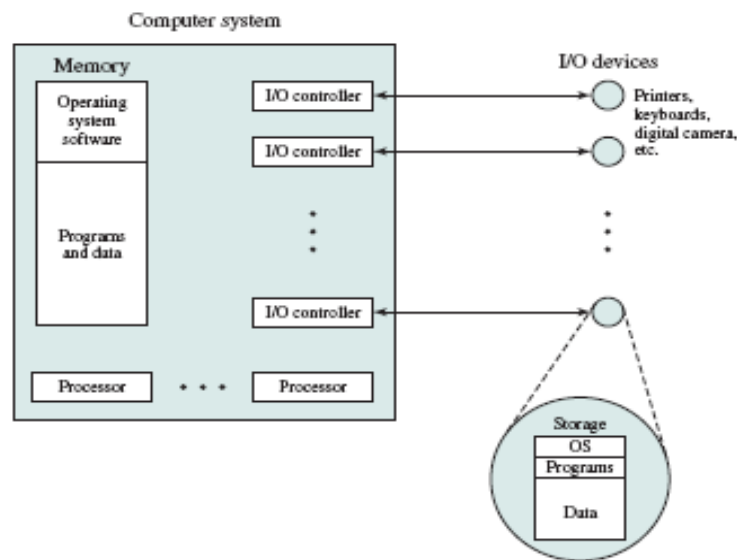 Computer system
Memory
Operating
system
software
Programs
and data
I/O controller
I/O controller
I/O controller
Processor
Processor
I/O devices
Printers,
keyboards,
digital camera,
etc.
Storage
OS
Programs
Data